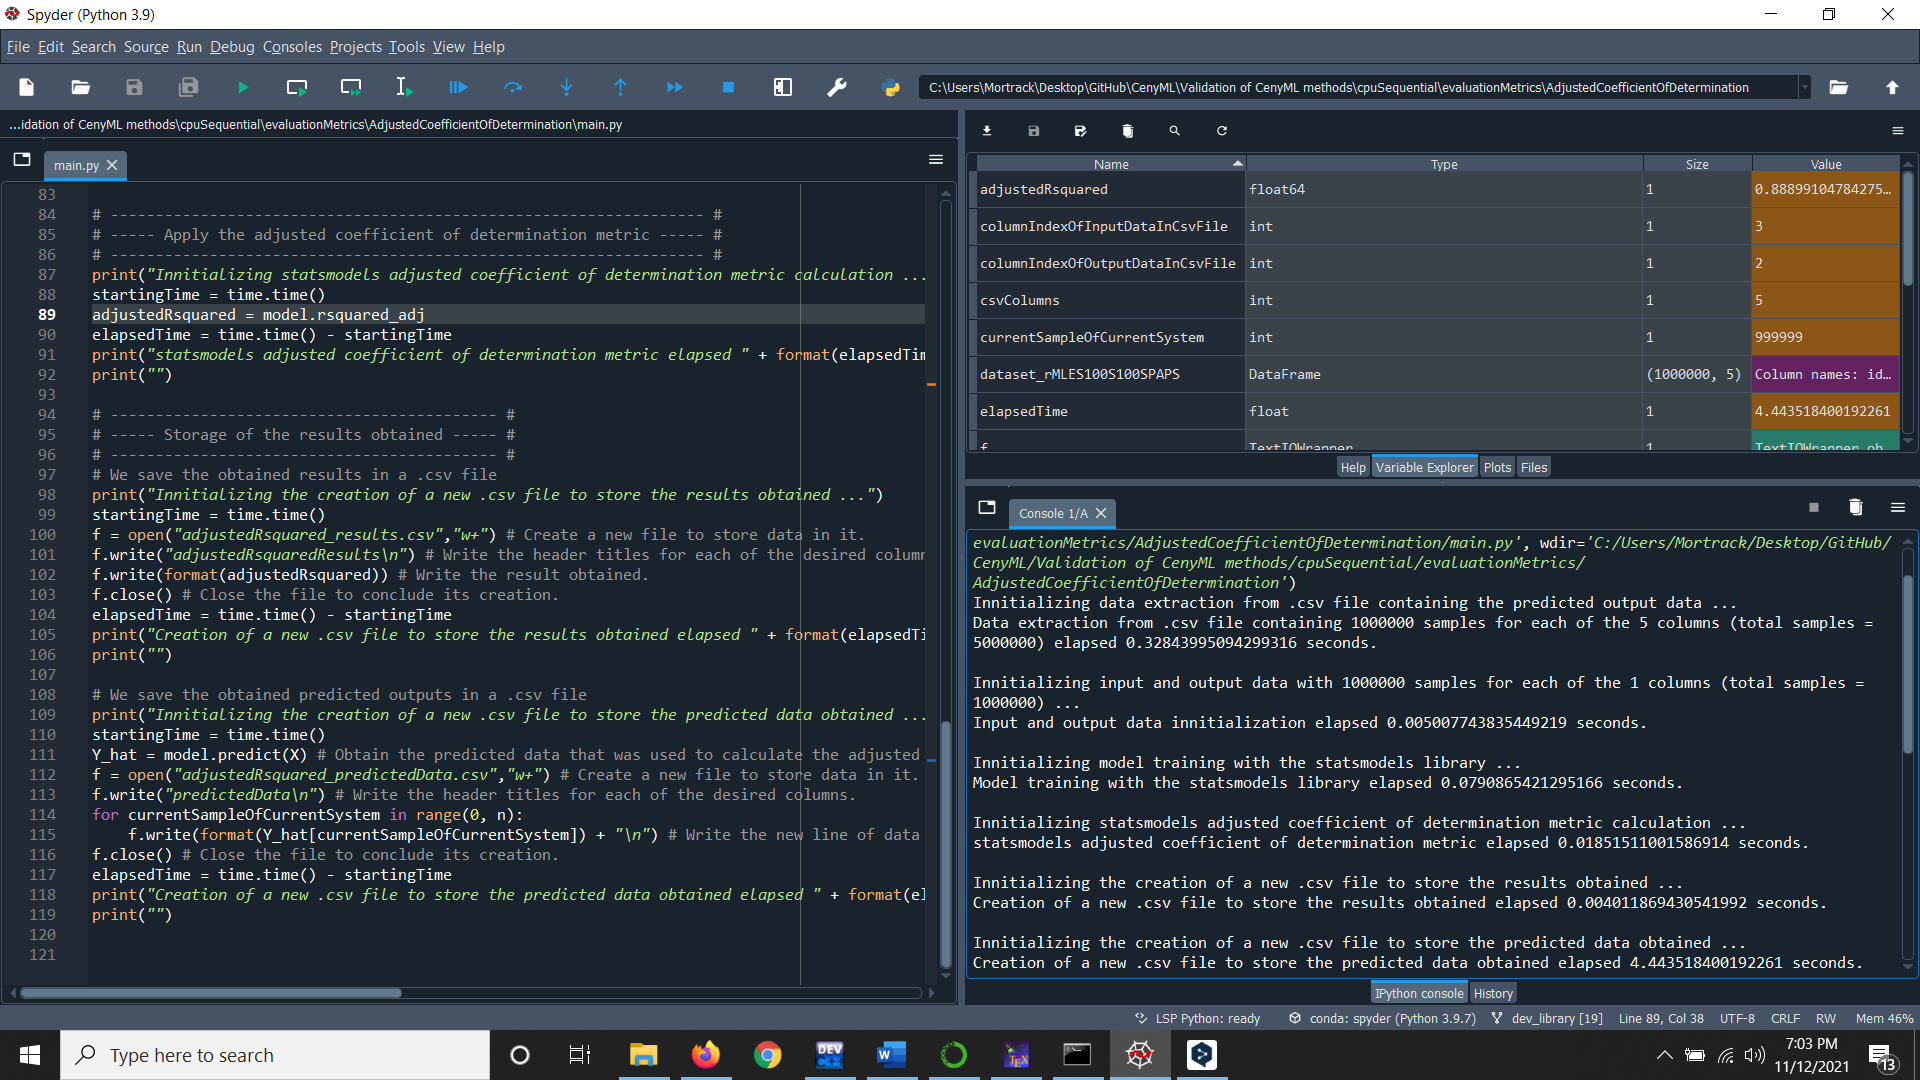 Spyder (Python 3.9)
File Edit Search Source Run Debug Consoles Projects Tools View Help
C:\Users\Mortrack\Desktop\GitHub\CenyML\Validation of CenyML methods\cpuSequential\evaluationMetrics\AdjustedCoefficientOfDetermination
...idation of CenyML methods\cpuSequential\evaluationMetrics\AdjustedCoefficientOfDetermination\main.py
main.py
83
84 # ------------------------------------------------------------------ #
85 # ----- Apply the adjusted coefficient of determination metric ----- #
86 # ------------------------------------------------------------------ #
87 print("Innitializing statsmodels adjusted coefficient of determination metric calculation ...
88 startingTime = time.time()
89 adjustedRsquared = model.rsquared_adj
90 elapsedTime = time.time() - startingTime
91 print("statsmodels adjusted coefficient of determination metric elapsed " + format(elapsedTim
92 print("")
93
94 # ------------------------------------------- #
95 # ----- Storage of the results obtained ----- #
96 # ------------------------------------------- #
97 # We save the obtained results in a .csv file
98 print("Innitializing the creation of a new .csv file to store the results obtained ...")
99 startingTime = time.time()
100 f = open("adjustedRsquared_results.csv","w+") # Create a new file to store data in it.
101 f.write("adjustedRsquaredResults\n") # Write the header titles for each of the desired column
102 f.write(format(adjustedRsquared)) # Write the result obtained.
103 f.close() # Close the file to conclude its creation.
104 elapsedTime = time.time() - startingTime
105 print("Creation of a new .csv file to store the results obtained elapsed " + format(elapsedTi
106 print("")
107
108 # We save the obtained predicted outputs in a .csv file
109 print("Innitializing the creation of a new .csv file to store the predicted data obtained ...
110 startingTime = time.time()
111 Y_hat = model.predict(X) # Obtain the predicted data that was used to calculate the adjusted
112 f = open("adjustedRsquared_predictedData.csv","w+") # Create a new file to store data in it.
113 f.write("predictedData\n") # Write the header titles for each of the desired columns.
114 for currentSampleOfCurrentSystem in range(0, n):
115     f.write(format(Y_hat[currentSampleOfCurrentSystem]) + "\n") # Write the new line of data
116 f.close() # Close the file to conclude its creation.
117 elapsedTime = time.time() - startingTime
118 print("Creation of a new .csv file to store the predicted data obtained elapsed " + format(el
119 print("")
120
121
Name Type Size Value
adjustedRsquared float64 1 0.88899104784275...
columnIndexOfInputDataInCsvFile int 1 3
columnIndexOfOutputDataInCsvFile int 1 2
csvColumns int 1 5
currentSampleOfCurrentSystem int 1 999999
dataset_rMLES100S100SPAPS DataFrame (1000000, 5) Column names: id...
elapsedTime float 1 4.443518400192261
f TextIOWrapper 1 TextIOWrapper ob
Help Variable Explorer Plots Files
Console 1/A
evaluationMetrics/AdjustedCoefficientOfDetermination/main.py', wdir='C:/Users/Mortrack/Desktop/GitHub/
CenyML/Validation of CenyML methods/cpuSequential/evaluationMetrics/
AdjustedCoefficientOfDetermination')
Innitializing data extraction from .csv file containing the predicted output data ...
Data extraction from .csv file containing 1000000 samples for each of the 5 columns (total samples =
5000000) elapsed 0.32843995094299316 seconds.
Innitializing input and output data with 1000000 samples for each of the 1 columns (total samples =
1000000) ...
Input and output data innitialization elapsed 0.005007743835449219 seconds.
Innitializing model training with the statsmodels library ...
Model training with the statsmodels library elapsed 0.0790865421295166 seconds.
Innitializing statsmodels adjusted coefficient of determination metric calculation ...
statsmodels adjusted coefficient of determination metric elapsed 0.01851511001586914 seconds.
Innitializing the creation of a new .csv file to store the results obtained ...
Creation of a new .csv file to store the results obtained elapsed 0.004011869430541992 seconds.
Innitializing the creation of a new .csv file to store the predicted data obtained ...
Creation of a new .csv file to store the predicted data obtained elapsed 4.443518400192261 seconds.
IPython console History
LSP Python: ready conda: spyder (Python 3.9.7) dev_library [19] Line 89, Col 38 UTF-8 CRLF RW Mem 46%
Type here to search
DEV C++
W
TEX
7:03 PM
11/12/2021
13